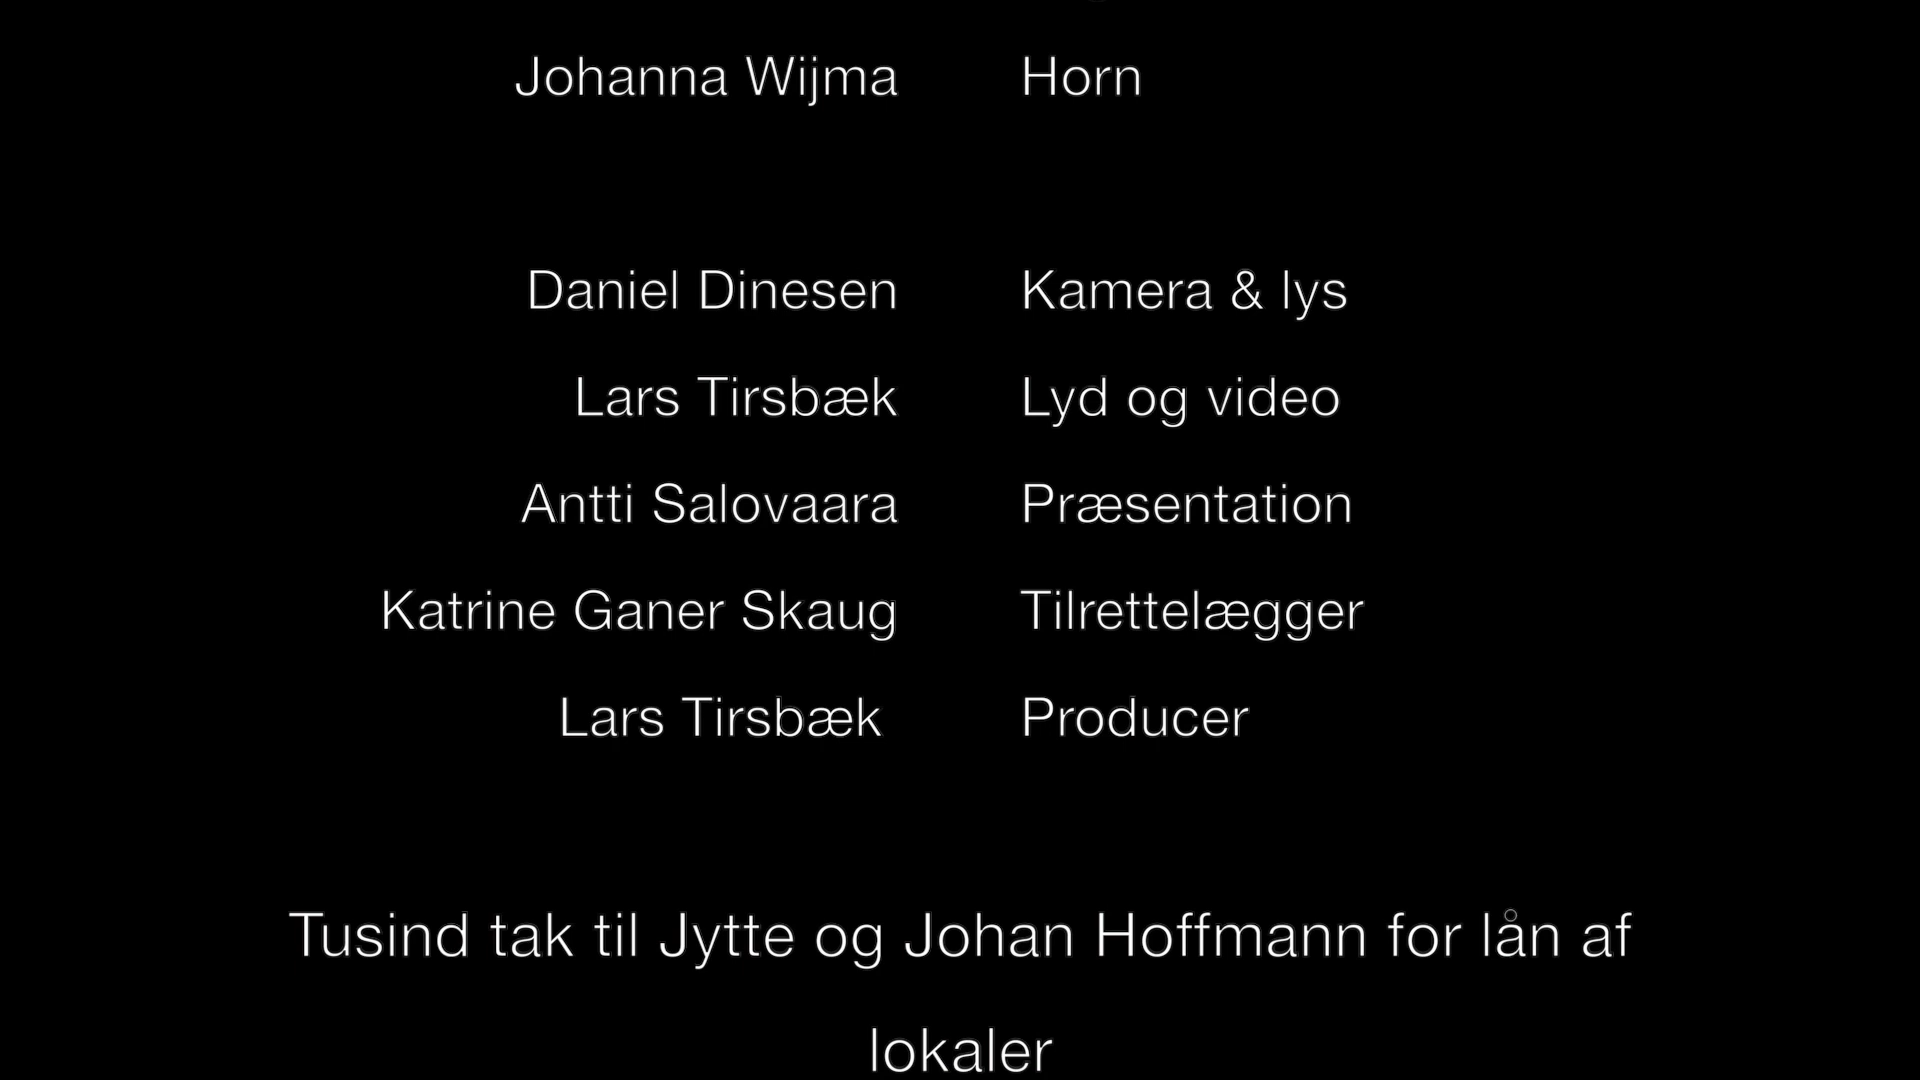 Johanna Wijma Horn
Daniel Dinesen Kamera & lys
Lars Tirsbæk Lyd og video
Antti Salovaara Præsentation
Katrine Ganer Skaug Tilrettelægger
Lars Tirsbæk Producer
Tusind tak til Jytte og Johan Hoffmann for lån af
lokaler